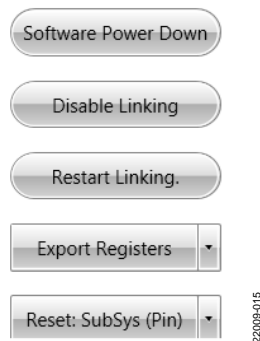 Software Power Down
Disable Linking
Restart Linking.
Export Registers
Reset: SubSys (Pin)
22009-015